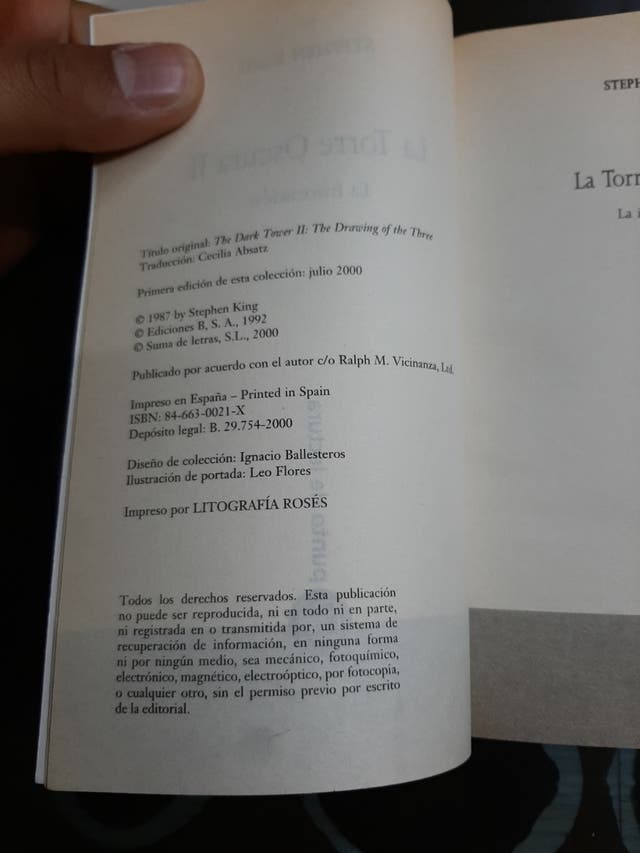 Título original: The Dark Tower II: The Drawing of the Three
Traducción: Cecilia Absatz
Primera edición de esta colección: julio 2000
© 1987 by Stephen King
© Ediciones B, S. A., 1992
© Suma de letras, S.L., 2000
Publicado por acuerdo con el autor c/o Ralph M. Vicinanza, Ltd.
Impreso en España – Printed in Spain
ISBN: 84-663-0021-X
Depósito legal: B. 29.754-2000
Diseño de colección: Ignacio Ballesteros
Ilustración de portada: Leo Flores
Impreso por LITOGRAFÍA ROSÉS
Todos los derechos reservados. Esta publicación
no puede ser reproducida, ni en todo ni en parte,
ni registrada en o transmitida por, un sistema de
recuperación de información, en ninguna forma
ni por ningún medio, sea mecánico, fotoquímico,
electrónico, magnético, electroóptico, por fotocopia,
o cualquier otro, sin el permiso previo por escrito
de la editorial.
STEPH
La Torr
La i